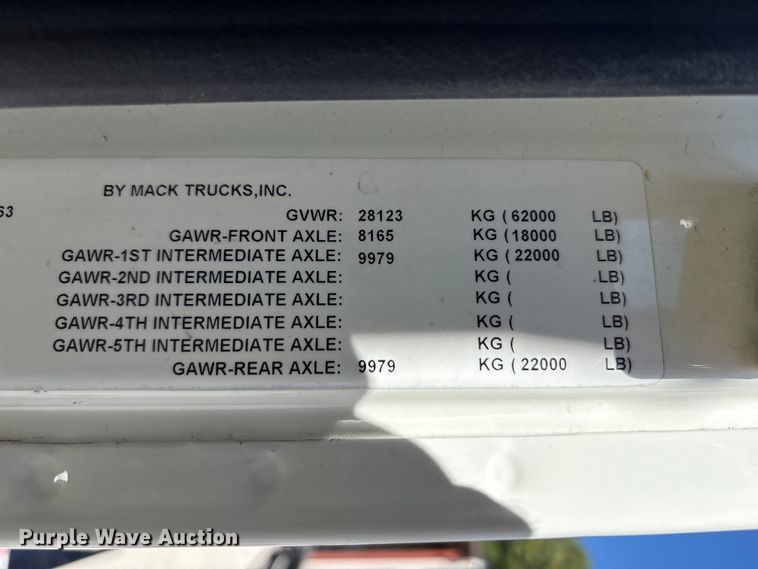 BY MACK TRUCKS,INC.
63
GVWR: 28123 KG ( 62000 LB)
GAWR-FRONT AXLE: 8165 KG (18000 LB)
GAWR-1ST INTERMEDIATE AXLE: 9979 KG ( 22000 LB)
GAWR-2ND INTERMEDIATE AXLE: KG ( LB)
GAWR-3RD INTERMEDIATE AXLE: KG ( LB)
GAWR-4TH INTERMEDIATE AXLE: KG ( LB)
GAWR-5TH INTERMEDIATE AXLE: KG ( LB)
GAWR-REAR AXLE: 9979 KG ( 22000 LB)
Purple Wave Auction